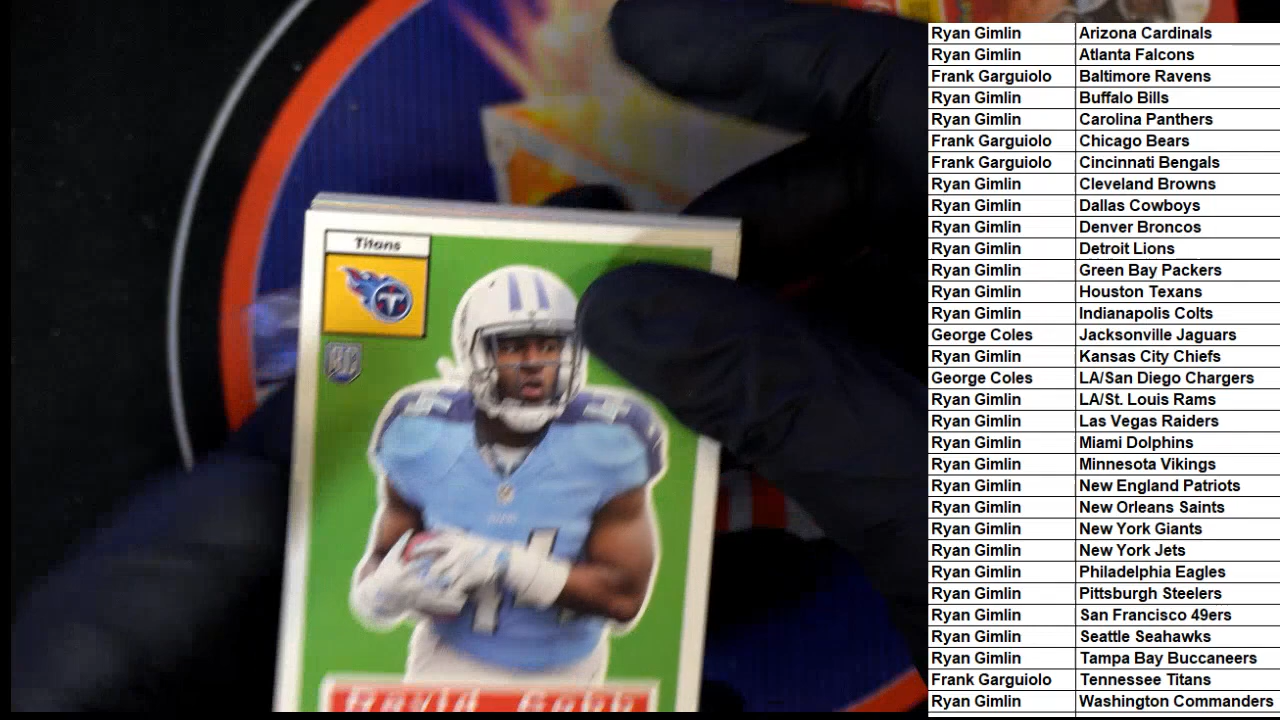 Titans
RC
David Cobb
Ryan Gimlin Arizona Cardinals
Ryan Gimlin Atlanta Falcons
Frank Garguiolo Baltimore Ravens
Ryan Gimlin Buffalo Bills
Ryan Gimlin Carolina Panthers
Frank Garguiolo Chicago Bears
Frank Garguiolo Cincinnati Bengals
Ryan Gimlin Cleveland Browns
Ryan Gimlin Dallas Cowboys
Ryan Gimlin Denver Broncos
Ryan Gimlin Detroit Lions
Ryan Gimlin Green Bay Packers
Ryan Gimlin Houston Texans
Ryan Gimlin Indianapolis Colts
George Coles Jacksonville Jaguars
Ryan Gimlin Kansas City Chiefs
George Coles LA/San Diego Chargers
Ryan Gimlin LA/St. Louis Rams
Ryan Gimlin Las Vegas Raiders
Ryan Gimlin Miami Dolphins
Ryan Gimlin Minnesota Vikings
Ryan Gimlin New England Patriots
Ryan Gimlin New Orleans Saints
Ryan Gimlin New York Giants
Ryan Gimlin New York Jets
Ryan Gimlin Philadelphia Eagles
Ryan Gimlin Pittsburgh Steelers
Ryan Gimlin San Francisco 49ers
Ryan Gimlin Seattle Seahawks
Ryan Gimlin Tampa Bay Buccaneers
Frank Garguiolo Tennessee Titans
Ryan Gimlin Washington Commanders